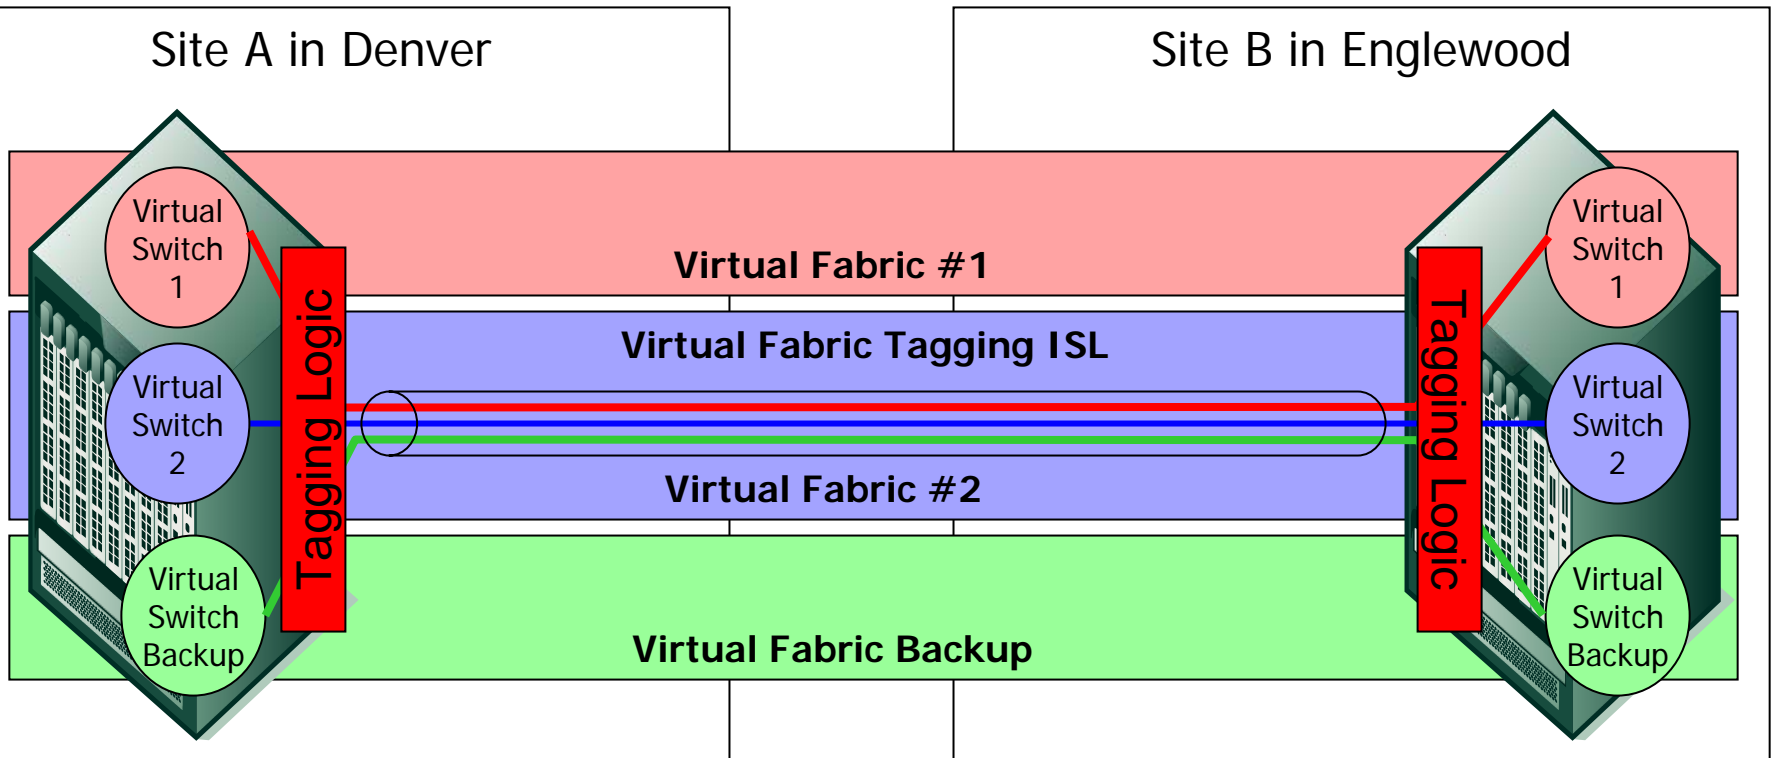 Site A in Denver
Site B in Englewood
Virtual
Switch
1
Virtual
Switch
2
Virtual
Switch
Backup
Tagging Logic
Virtual Fabric #1
Virtual Fabric Tagging ISL
Virtual Fabric #2
Virtual Fabric Backup
Tagging Logic
Virtual
Switch
1
Virtual
Switch
2
Virtual
Switch
Backup